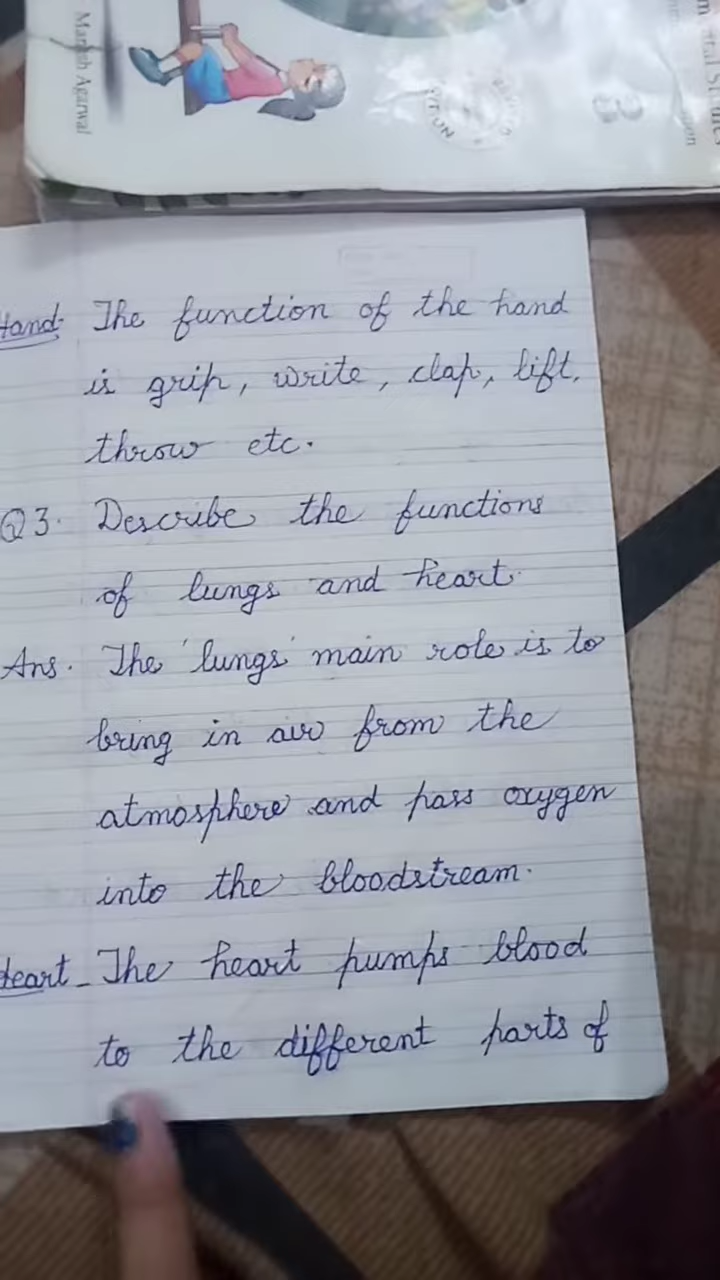 Agarwal
3
Hand- The function of the hand
is grip, write, clap, lift,
throw etc.
Q3. Describe the functions
of lungs and heart.
Ans. The 'lungs' main role is to
bring in air from the
atmosphere and pass oxygen
into the bloodstream.
Heart - The heart pumps blood
to the different parts of